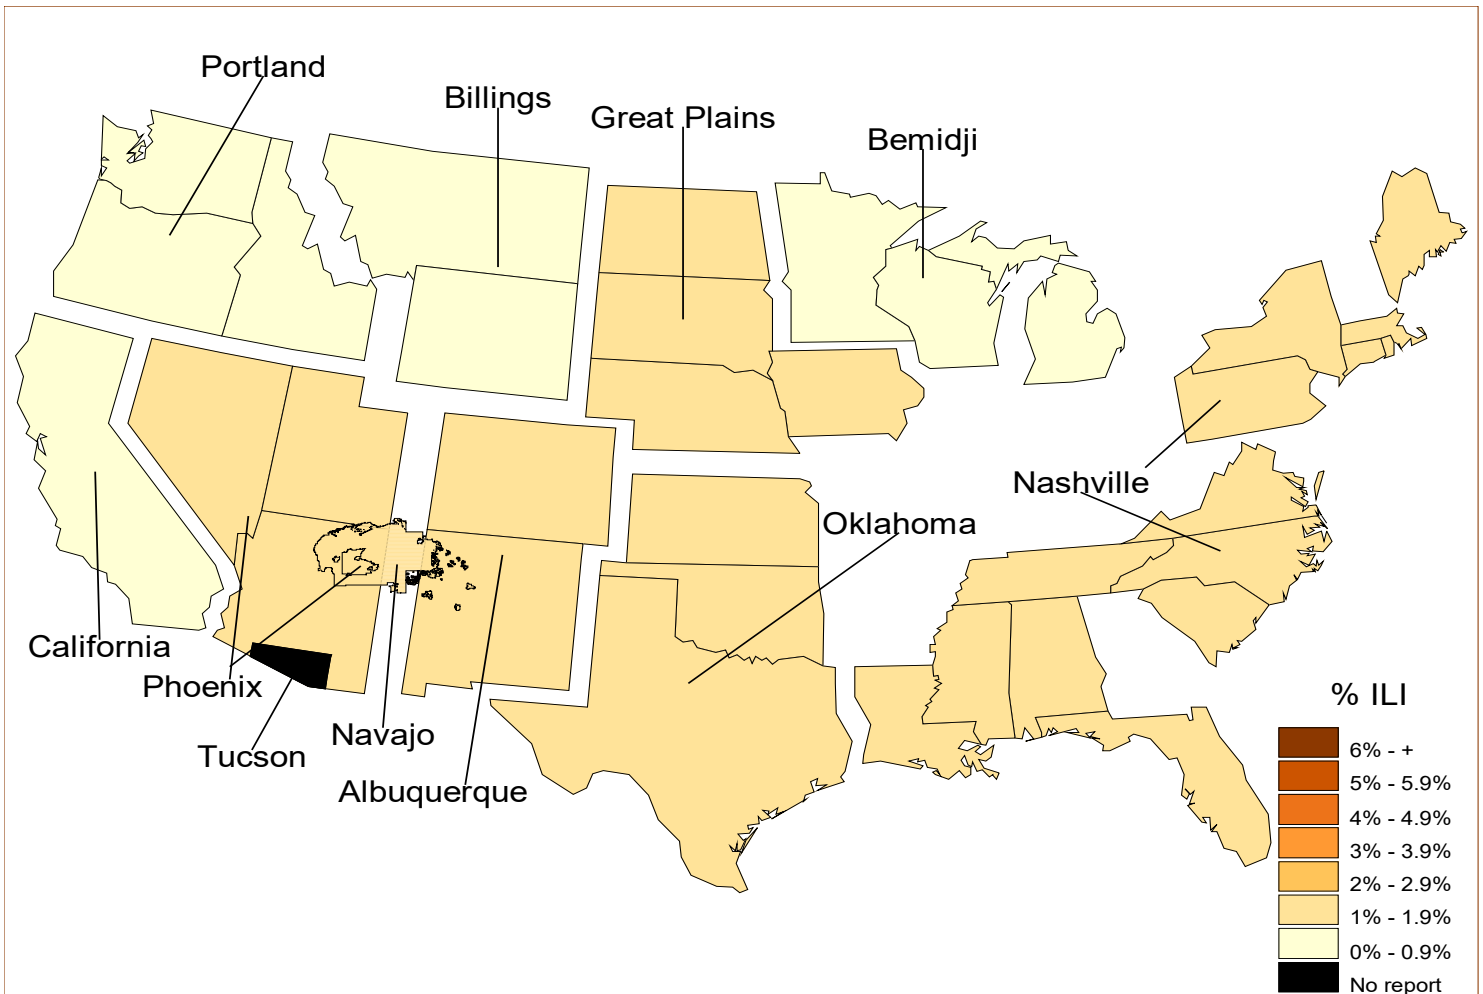 Portland
Billings
Great Plains
Bemidji
Nashville
Oklahoma
California
Phoenix
Tucson
Navajo
Albuquerque
% ILI
6% - +
5% - 5.9%
4% - 4.9%
3% - 3.9%
2% - 2.9%
1% - 1.9%
0% - 0.9%
No report